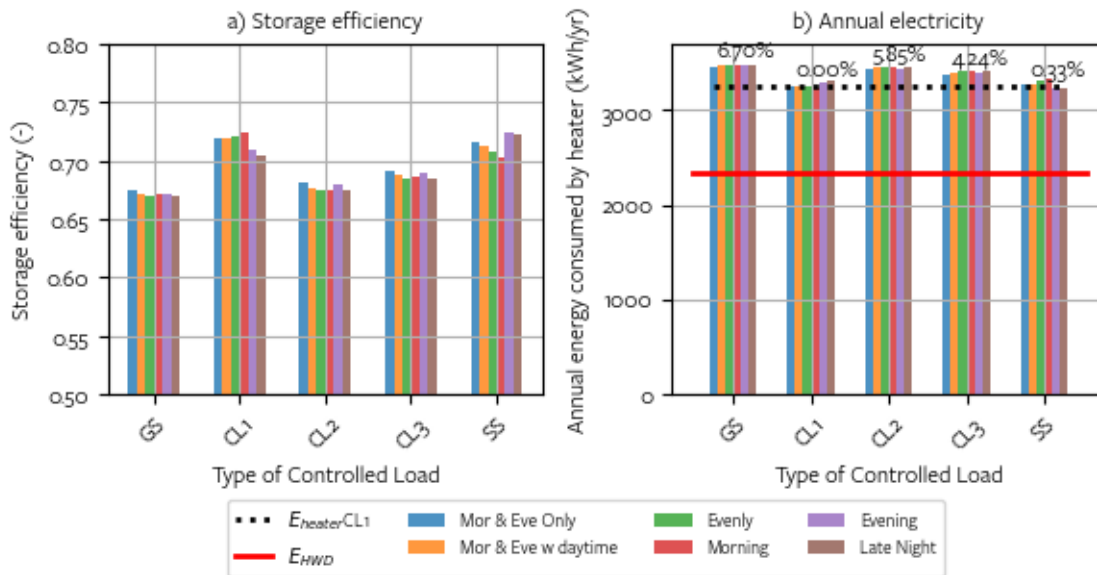 a) Storage efficiency
0.80
0.75
0.70
0.65
0.60
0.55
0.50
Storage efficiency (-)
GS
CL1
CL2
CL3
SS
Type of Controlled Load
b) Annual electricity
6.70%
0.00%
5.85%
4.24%
0.33%
3000
2000
1000
0
Annual energy consumed by heater (kWh/yr)
GS
CL1
CL2
CL3
SS
Type of Controlled Load
EheaterCL1
EHWD
Mor & Eve Only
Mor & Eve w daytime
Evenly
Morning
Evening
Late Night